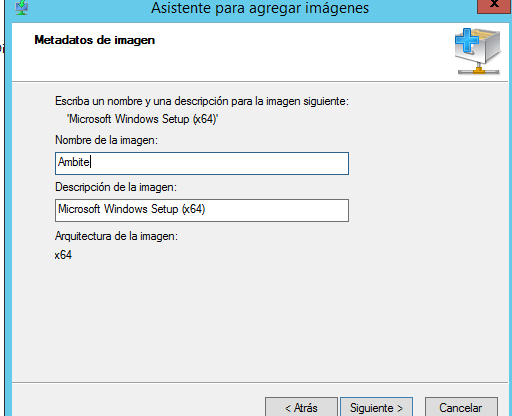 Asistente para agregar imágenes
x
Metadatos de imagen
Escriba un nombre y una descripción para la imagen siguiente:
'Microsoft Windows Setup (x64)'
Nombre de la imagen:
Ambite
Descripción de la imagen:
Microsoft Windows Setup (x64)
Arquitectura de la imagen:
x64
< Atrás Siguiente > Cancelar